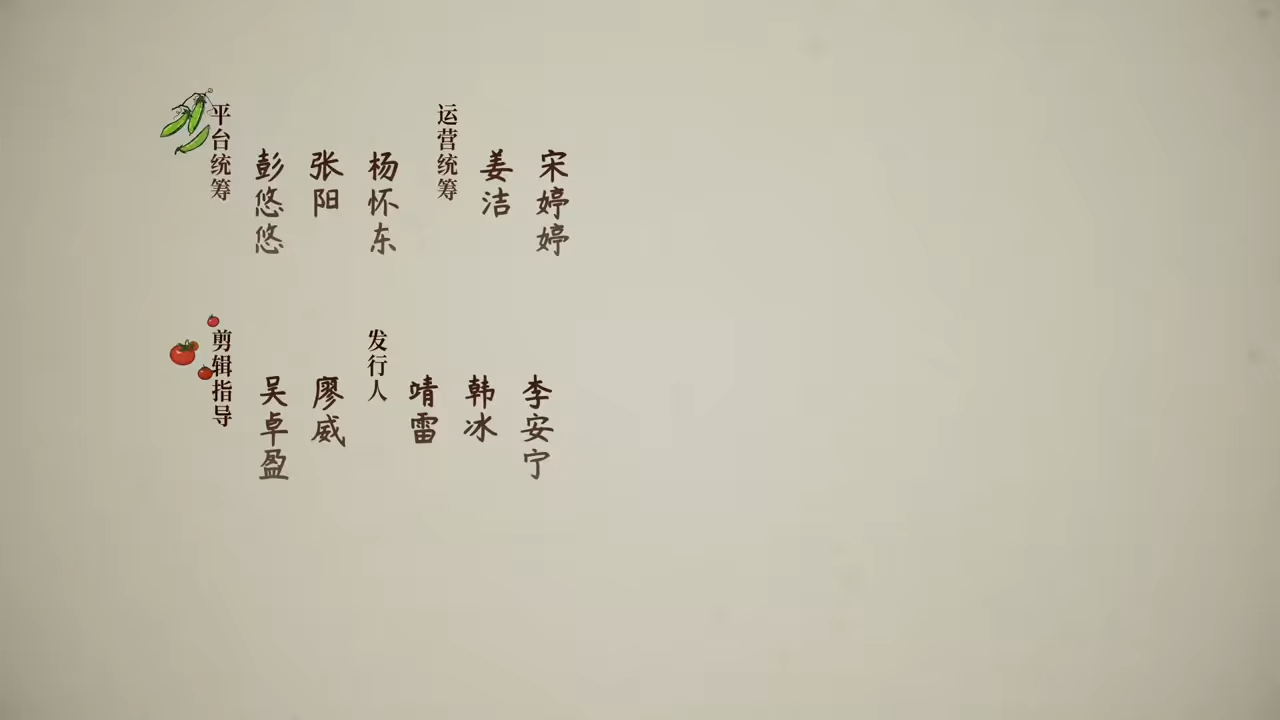 平台统筹
彭悠悠
张阳
杨怀东
运营统筹
姜洁
宋婷婷
剪辑指导
吴卓盈
廖威
发行人
靖雷
韩冰
李安宁